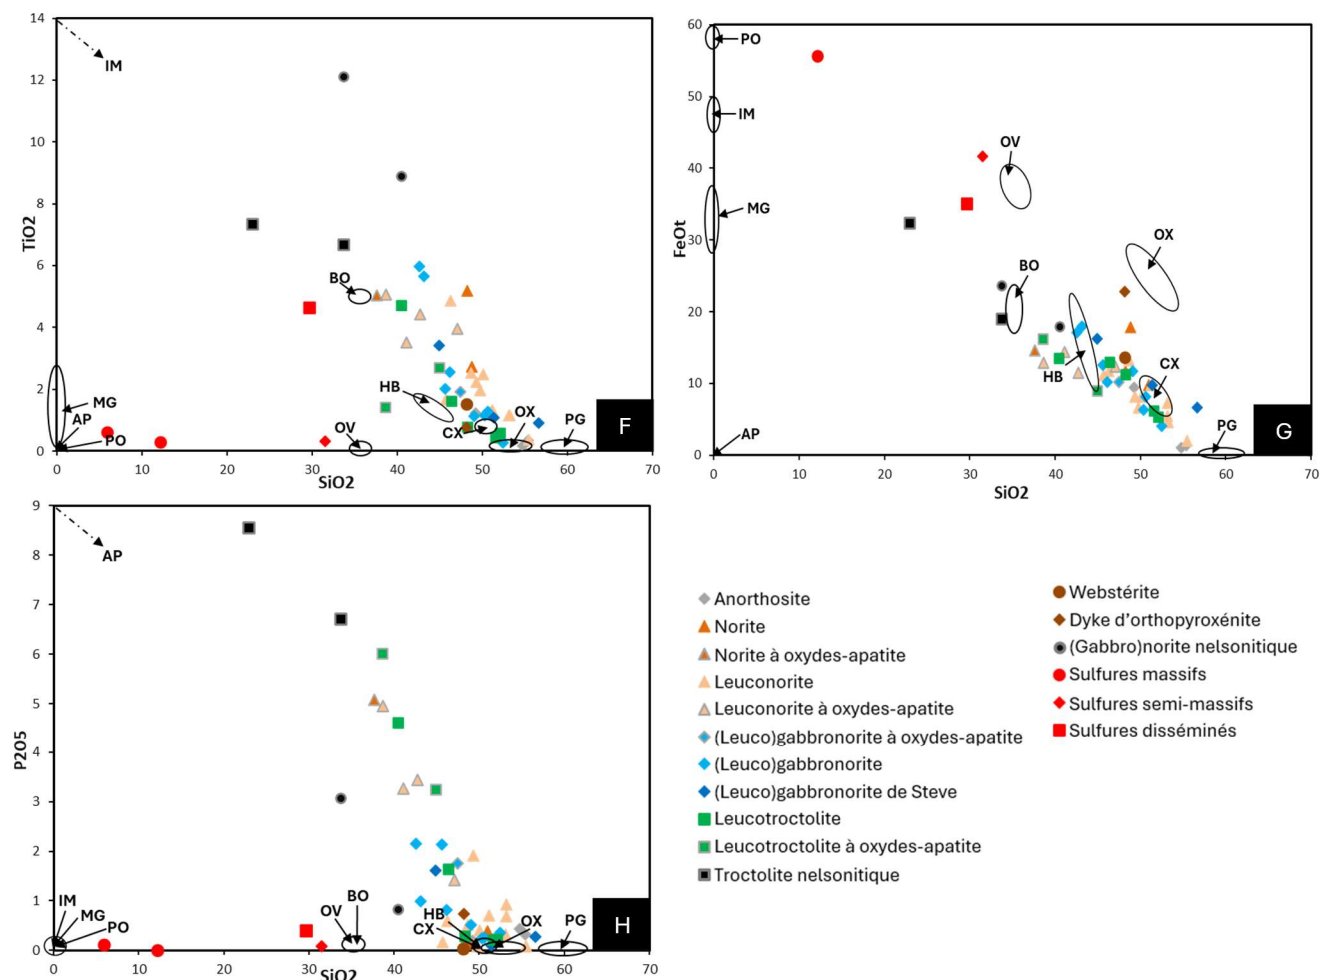 14
12
10
8
6
4
2
0
TiO2
IM
BO
HB
MG
AP
PO
OV
CX
OX
PG
F
0
10
20
30
40
50
60
70
SiO2
60
50
40
30
20
10
0
FeOt
PO
IM
MG
OV
OX
BO
HB
CX
AP
PG
G
0
10
20
30
40
50
60
70
SiO2
9
8
7
6
5
4
3
2
1
0
P2O5
AP
IM
MG
PO
OV
BO
HB
CX
OX
PG
H
0
10
20
30
40
50
60
70
SiO2
Anorthosite
Norite
Norite à oxydes-apatite
Leuconorite
Leuconorite à oxydes-apatite
(Leuco)gabbronorite à oxydes-apatite
(Leuco)gabbronorite
(Leuco)gabbronorite de Steve
Leucotroctolite
Leucotroctolite à oxydes-apatite
Troctolite nelsonitique
Webstérite
Dyke d'orthopyroxénite
(Gabbro)norite nelsonitique
Sulfures massifs
Sulfures semi-massifs
Sulfures disséminés